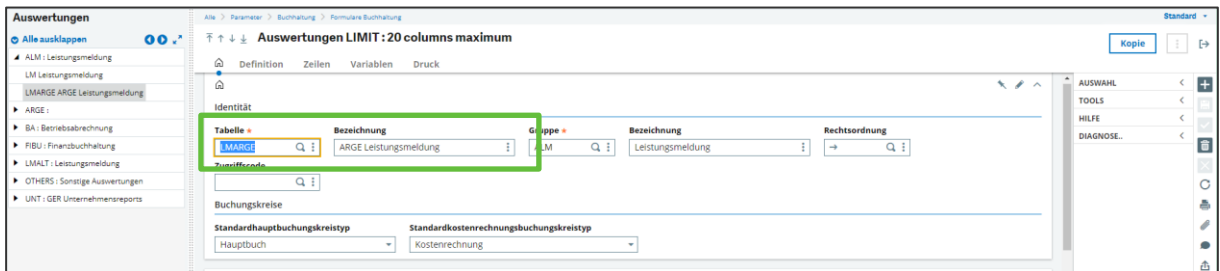 Auswertungen
Alle ausklappen
ALM : Leistungsmeldung
LM Leistungsmeldung
LMARGE ARGE Leistungsmeldung
ARGE :
BA : Betriebsabrechnung
FIBU : Finanzbuchhaltung
LMALT : Leistungsmeldung
OTHERS : Sonstige Auswertungen
UNT : GER Unternehmensreports
Alle > Parameter > Buchhaltung > Formulare Buchhaltung
Standard
Auswertungen LIMIT : 20 columns maximum
Kopie
Definition Zeilen Variablen Druck
Identität
Tabelle * Bezeichnung Gruppe * Bezeichnung Rechtsordnung
LMARGE ARGE Leistungsmeldung ALM Leistungsmeldung
Zugriffscode
Buchungskreise
Standardhauptbuchungskreistyp Standardkostenrechnungsbuchungskreistyp
Hauptbuch Kostenrechnung
AUSWAHL
TOOLS
HILFE
DIAGNOSE..